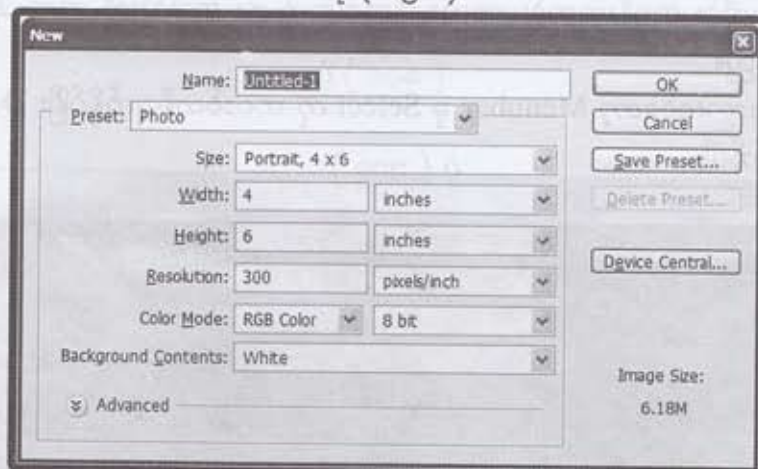 New
Name: Untitled-1
OK
Preset: Photo
Cancel
Size: Portrait, 4 x 6
Save Preset...
Width: 4 inches
Delete Preset...
Height: 6 inches
Device Central...
Resolution: 300 pixels/inch
Color Mode: RGB Color 8 bit
Background Contents: White
Image Size:
Advanced
6.18M